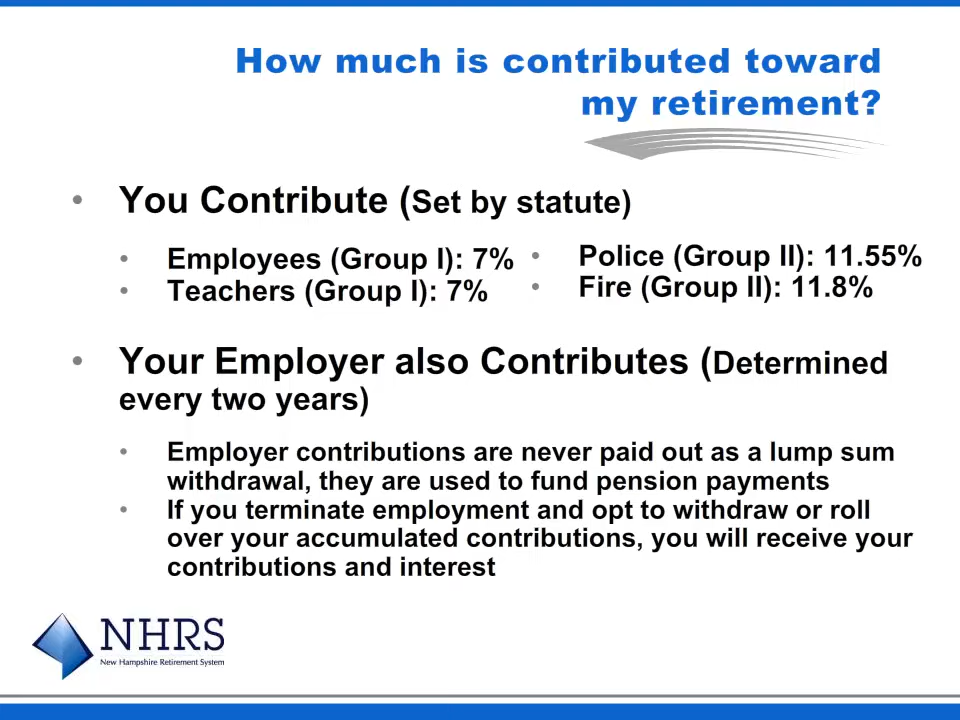 How much is contributed toward
my retirement?
• You Contribute (Set by statute)
• Employees (Group I): 7%
• Teachers (Group I): 7%
• Police (Group II): 11.55%
• Fire (Group II): 11.8%
• Your Employer also Contributes (Determined
every two years)
• Employer contributions are never paid out as a lump sum
withdrawal, they are used to fund pension payments
• If you terminate employment and opt to withdraw or roll
over your accumulated contributions, you will receive your
contributions and interest
NHRS
New Hampshire Retirement System